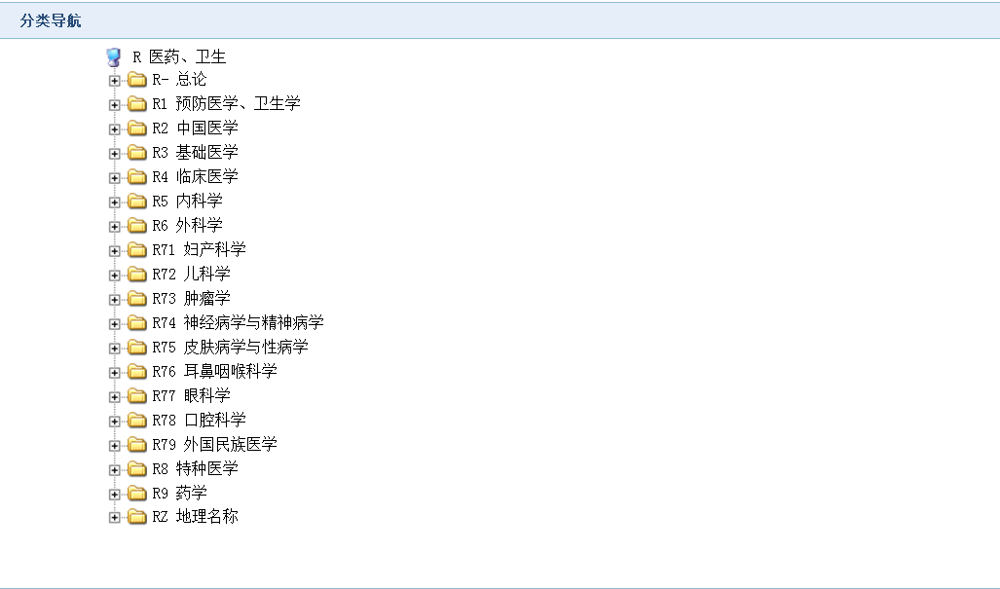 分类导航
R 医药、卫生
R- 总论
R1 预防医学、卫生学
R2 中国医学
R3 基础医学
R4 临床医学
R5 内科学
R6 外科学
R71 妇产科学
R72 儿科学
R73 肿瘤学
R74 神经病学与精神病学
R75 皮肤病学与性病学
R76 耳鼻咽喉科学
R77 眼科学
R78 口腔科学
R79 外国民族医学
R8 特种医学
R9 药学
RZ 地理名称